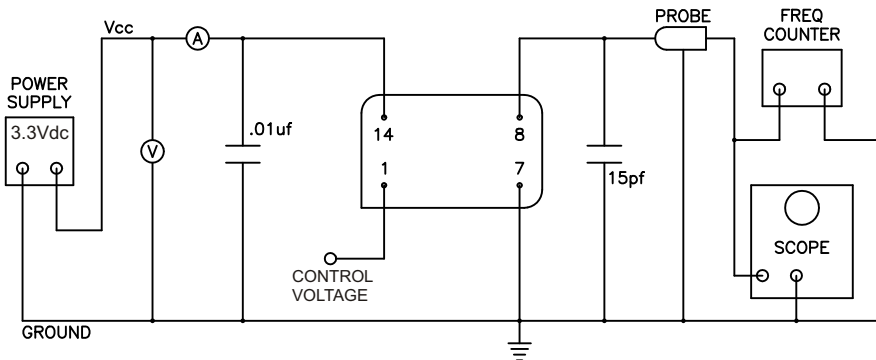 Vcc
A
POWER
SUPPLY
3.3Vdc
V
.01uf
14
8
1
7
CONTROL
VOLTAGE
15pf
PROBE
FREQ
COUNTER
SCOPE
GROUND